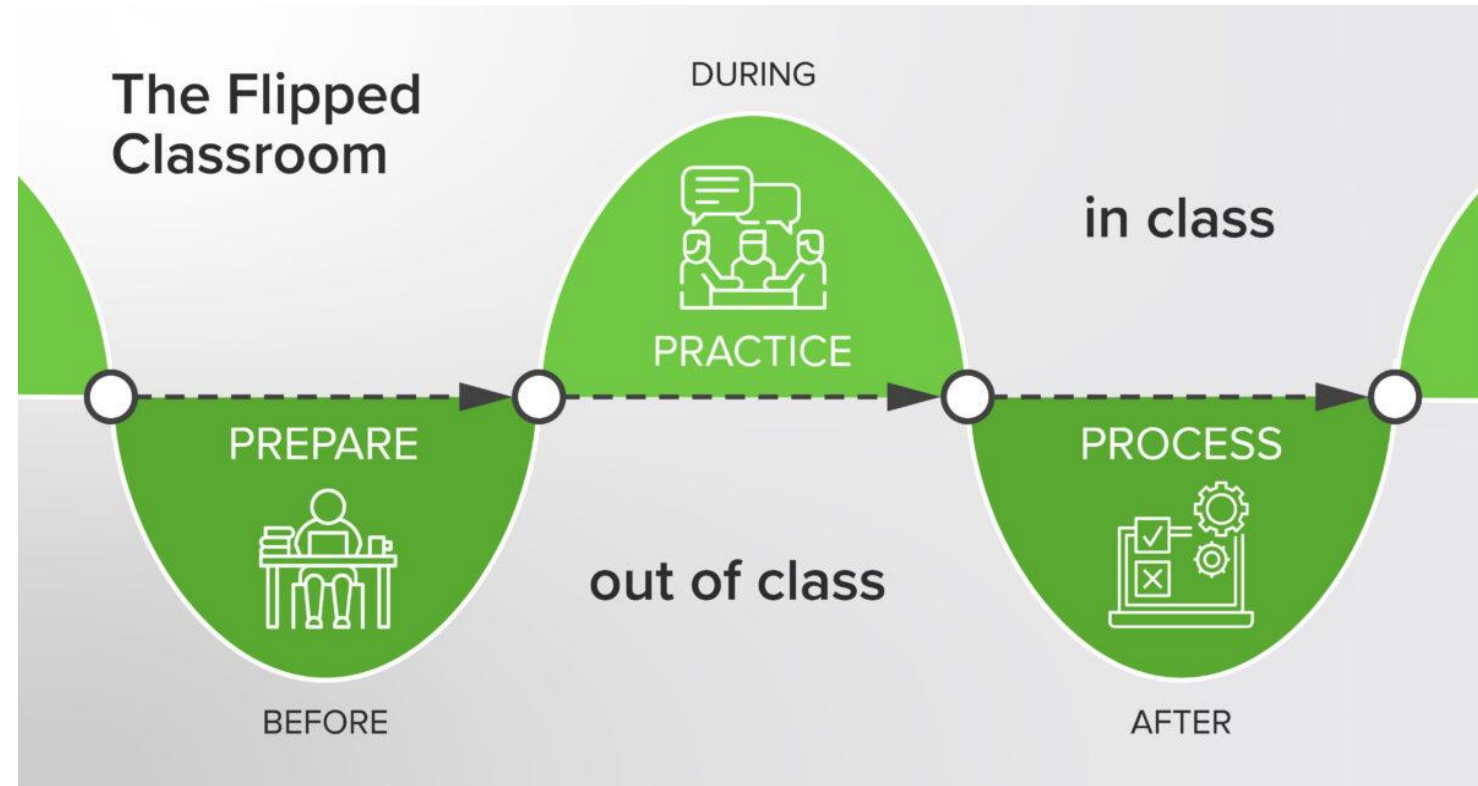 The Flipped
Classroom
DURING
in class
PRACTICE
PREPARE
PROCESS
out of class
BEFORE
AFTER